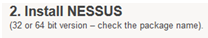 2. Install NESSUS
(32 or 64 bit version – check the package name).